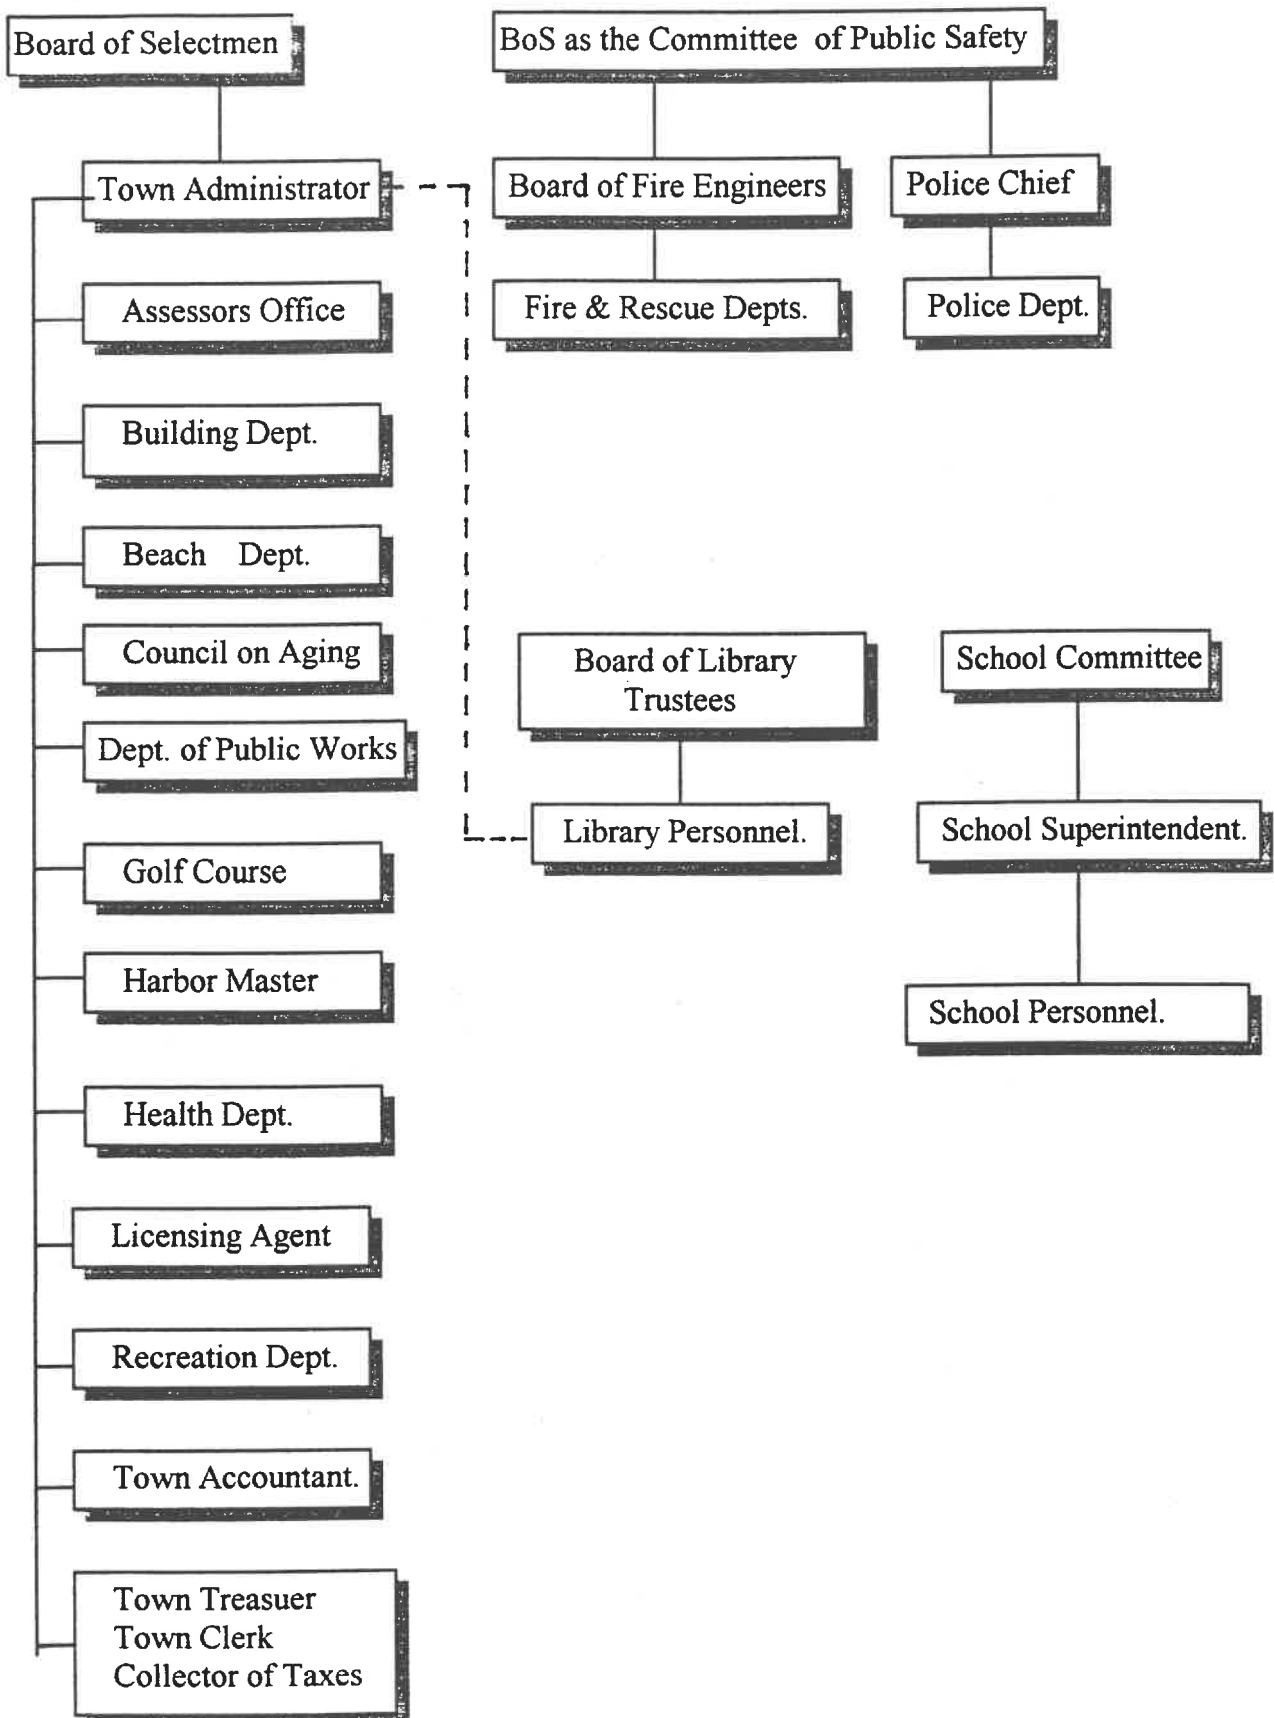 Board of Selectmen
BoS as the Committee of Public Safety
Town Administrator
Board of Fire Engineers
Police Chief
Assessors Office
Fire & Rescue Depts.
Police Dept.
Building Dept.
Beach Dept.
Council on Aging
Board of Library
Trustees
School Committee
Dept. of Public Works
Library Personnel.
School Superintendent.
Golf Course
Harbor Master
School Personnel.
Health Dept.
Licensing Agent
Recreation Dept.
Town Accountant.
Town Treasuer
Town Clerk
Collector of Taxes